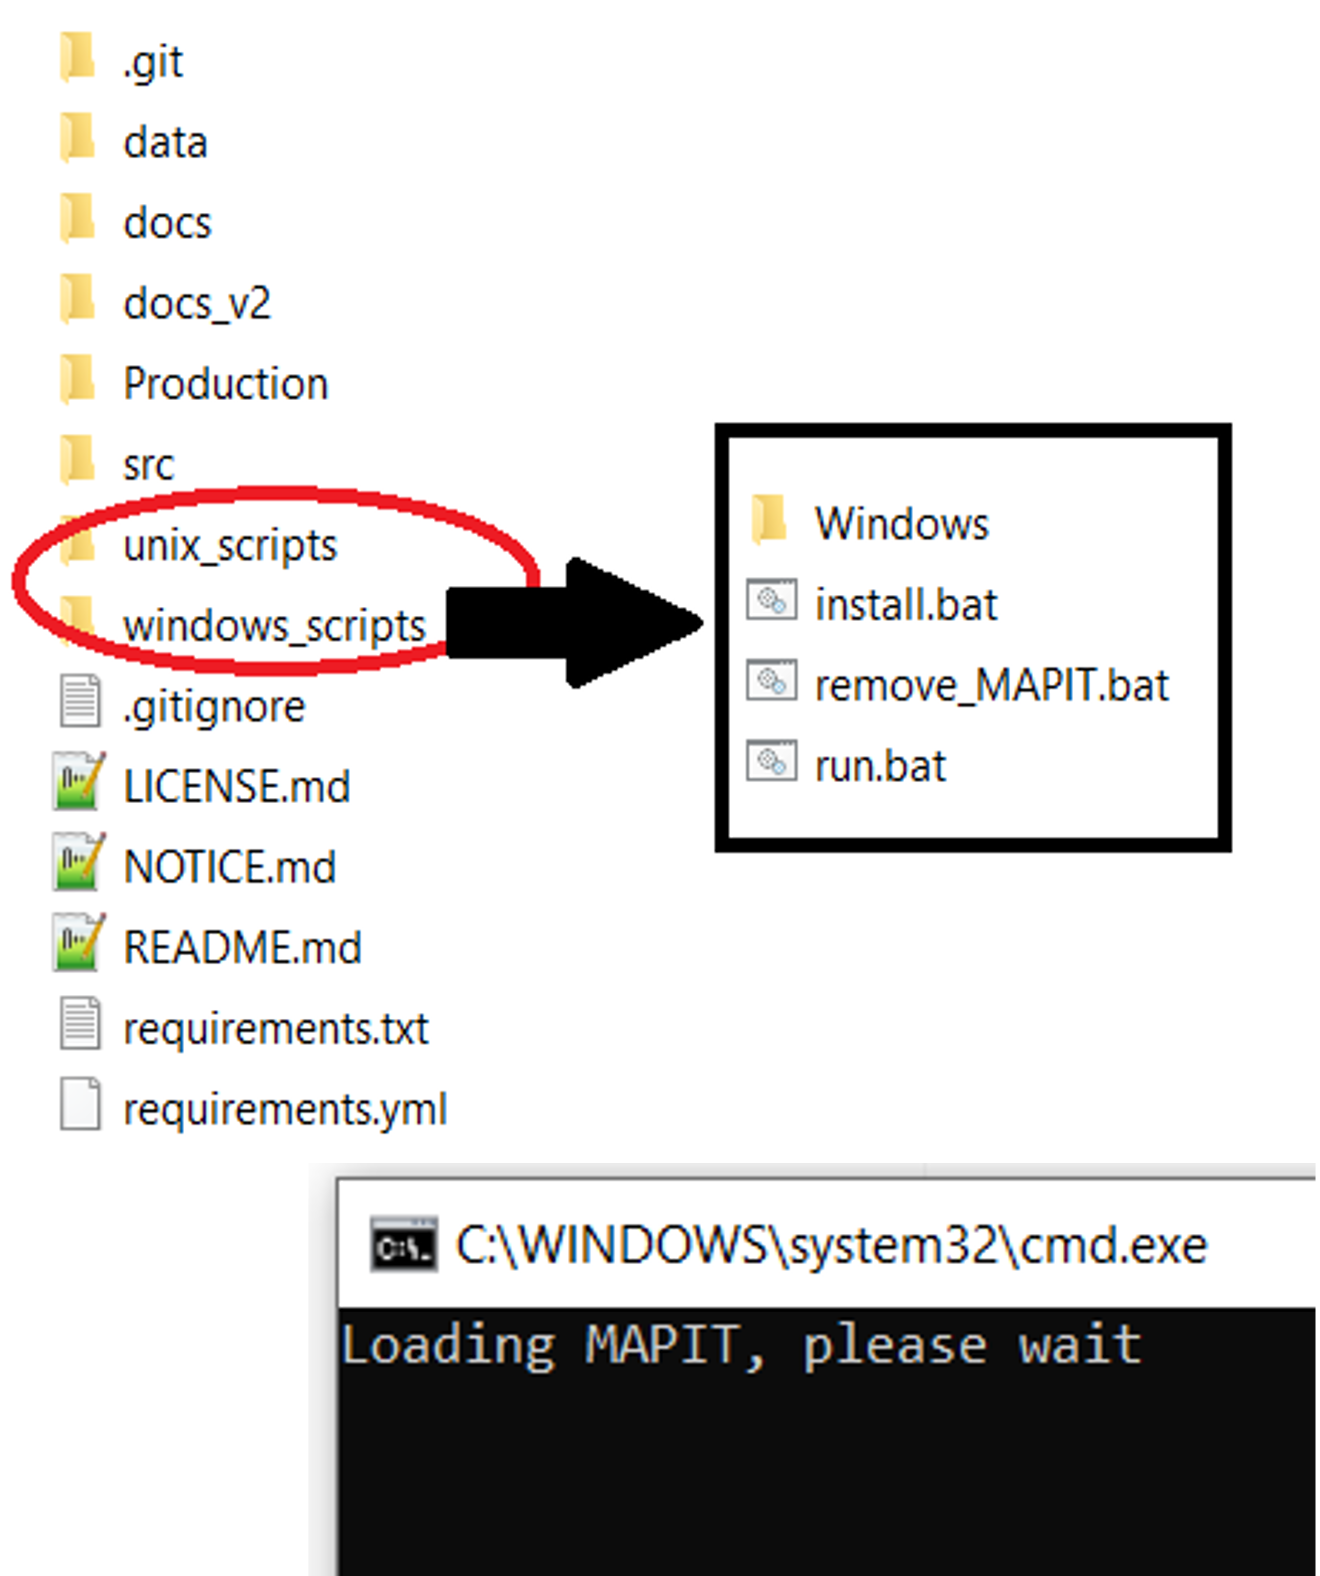 .git
data
docs
docs_v2
Production
src
unix_scripts
windows_scripts
.gitignore
LICENSE.md
NOTICE.md
README.md
requirements.txt
requirements.yml
Windows
install.bat
remove_MAPIT.bat
run.bat
C:\WINDOWS\system32\cmd.exe
Loading MAPIT, please wait